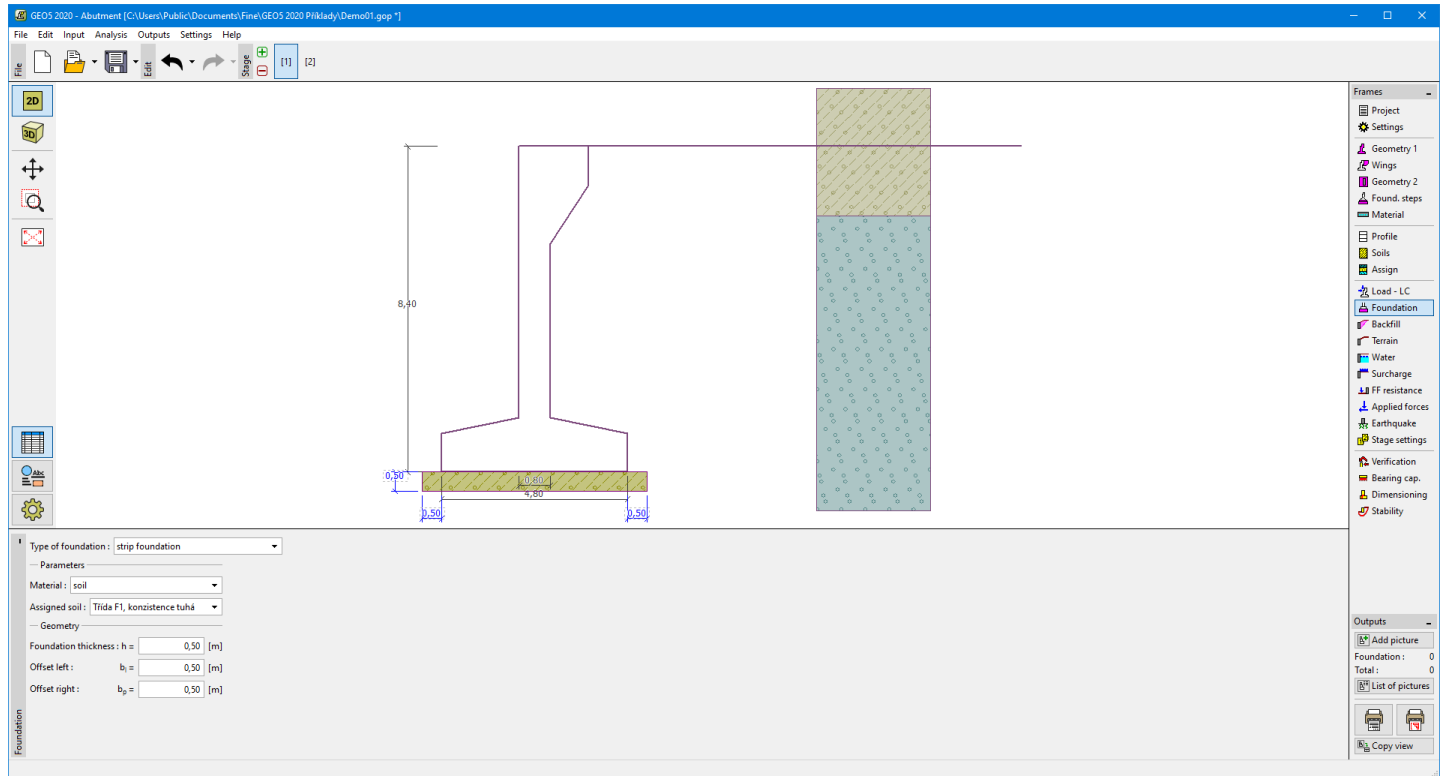 GEO5 2020 - Abutment [C:\Users\Public\Documents\Fine\GEO5 2020 Příklady\Demo01.gop *]
File Edit Input Analysis Outputs Settings Help
File
Edit
Stage
[1] [2]
2D
3D
Abc
8,40
0,50
0,80
4,80
0,50
0,50
Frames
Project
Settings
Geometry 1
Wings
Geometry 2
Found. steps
Material
Profile
Soils
Assign
Load - LC
Foundation
Backfill
Terrain
Water
Surcharge
FF resistance
Applied forces
Earthquake
Stage settings
Verification
Bearing cap.
Dimensioning
Stability
Foundation
Type of foundation : strip foundation
Parameters
Material : soil
Assigned soil : Třída F1, konzistence tuhá
Geometry
Foundation thickness : h = 0,50 [m]
Offset left : bl = 0,50 [m]
Offset right : bp = 0,50 [m]
Outputs
Add picture
Foundation : 0
Total : 0
List of pictures
Copy view